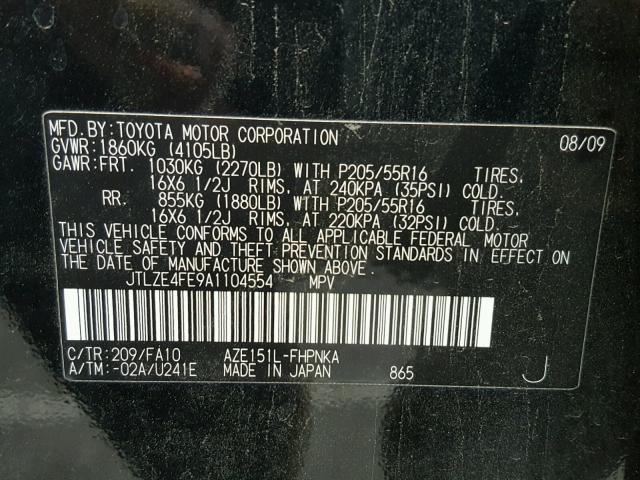 MFD.BY:TOYOTA MOTOR CORPORATION 08/09
GVWR:1860KG (4105LB)
GAWR:FRT. 1030KG (2270LB) WITH P205/55R16 TIRES,
16X6 1/2J RIMS, AT 240KPA (35PSI) COLD.
RR. 855KG (1880LB) WITH P205/55R16 TIRES,
16X6 1/2J RIMS, AT 220KPA (32PSI) COLD.
THIS VEHICLE CONFORMS TO ALL APPLICABLE FEDERAL MOTOR
VEHICLE SAFETY AND THEFT PREVENTION STANDARDS IN EFFECT ON
THE DATE OF MANUFACTURE SHOWN ABOVE.
JTLZE4FE9A1104554 MPV
C/TR:209/FA10 AZE151L-FHPNKA
A/TM:-02A/U241E MADE IN JAPAN 865 J